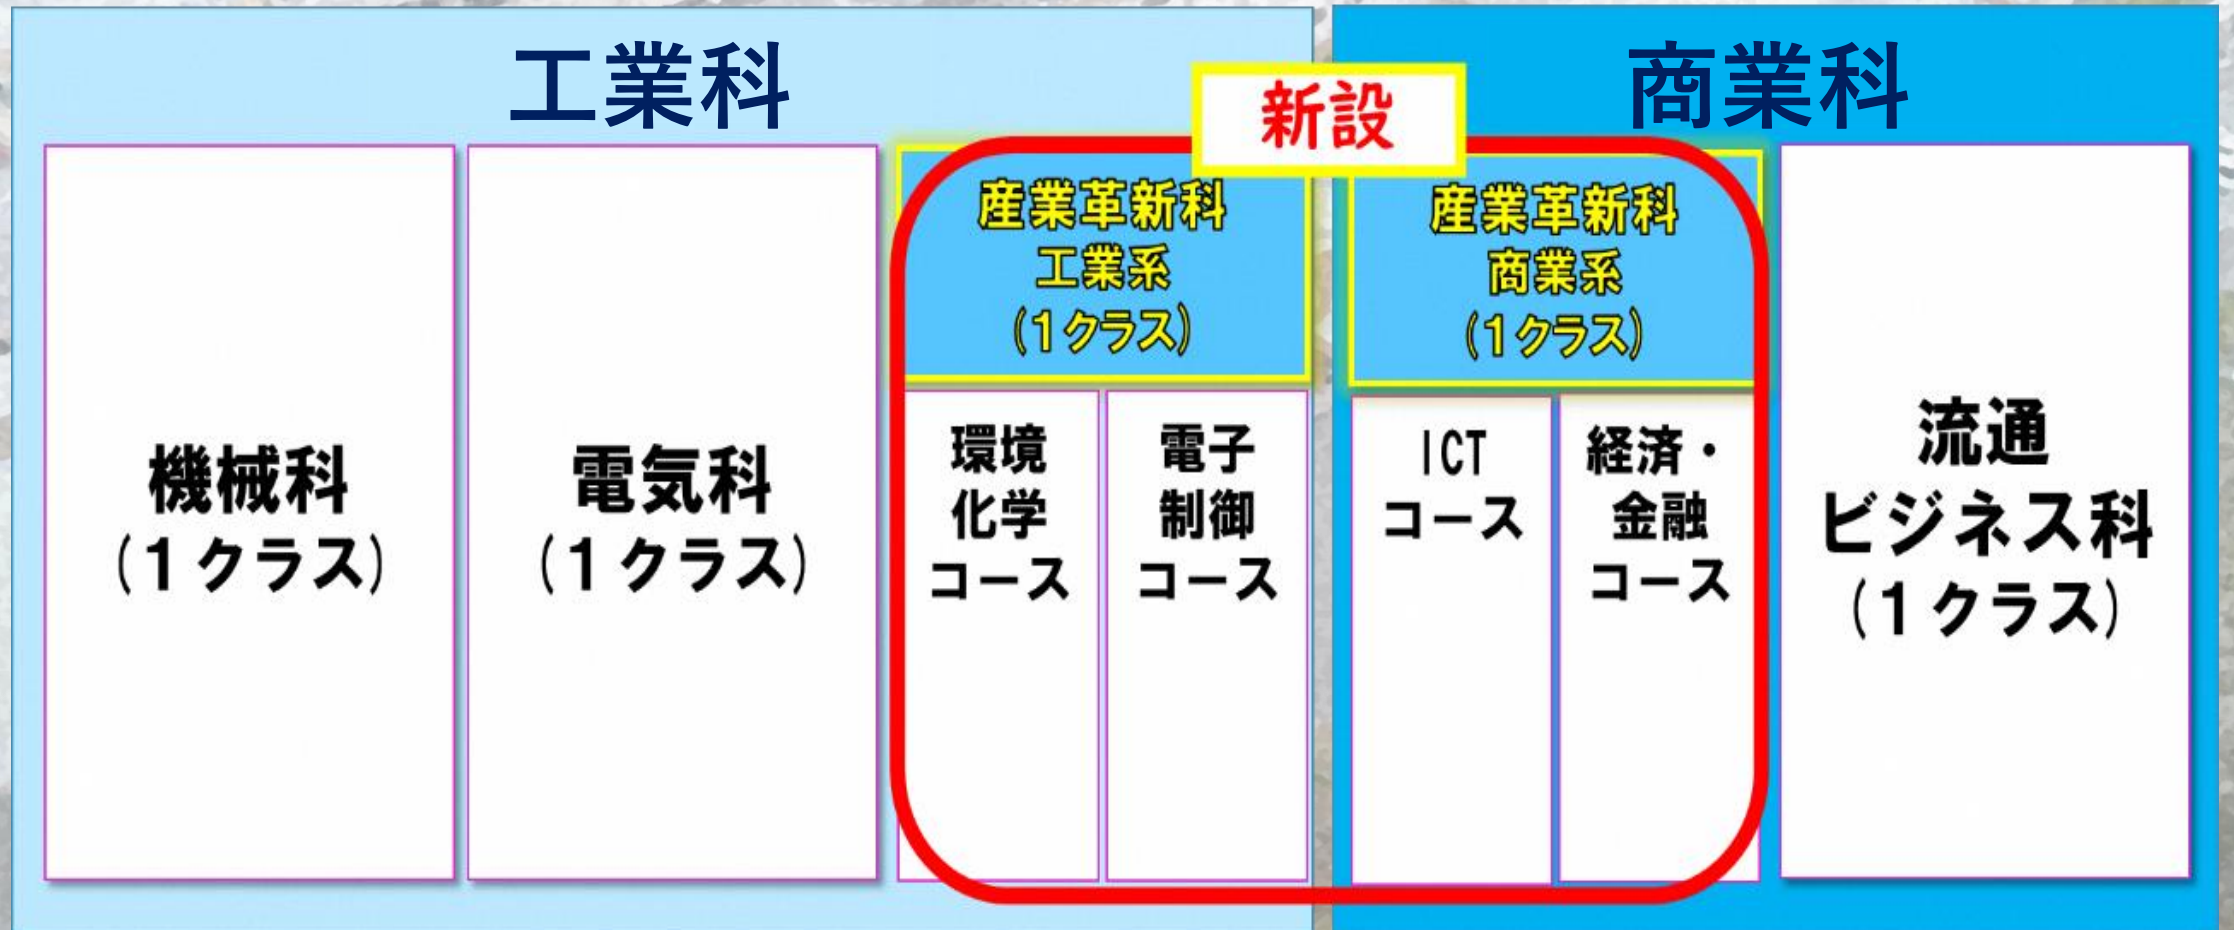 工業科
商業科
新設
機械科
(1クラス)
電気科
(1クラス)
産業革新科
工業系
(1クラス)
環境
化学
コース
電子
制御
コース
産業革新科
商業系
(1クラス)
ICT
コース
経済・
金融
コース
流通
ビジネス科
(1クラス)